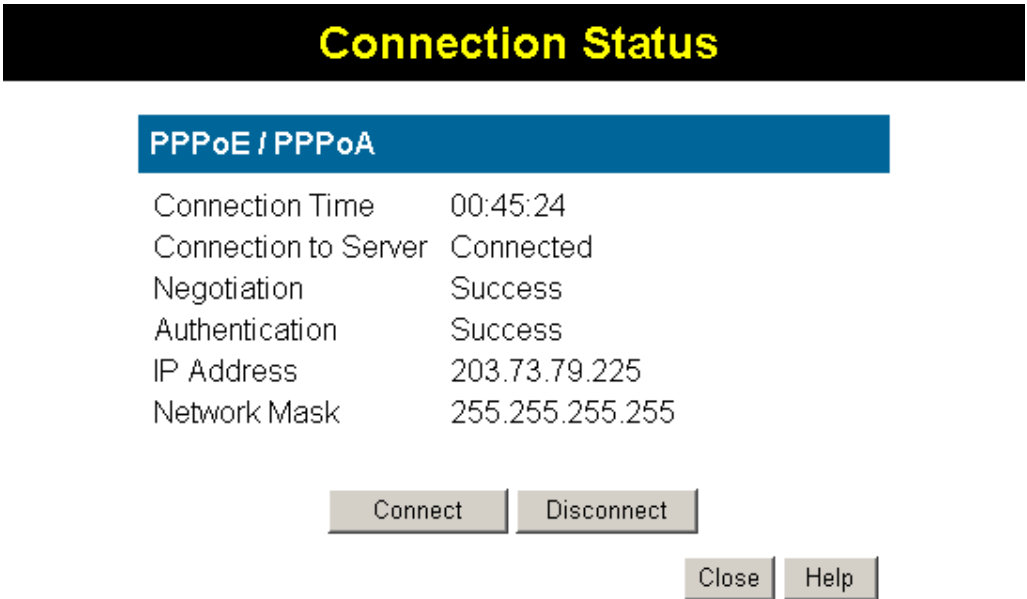 Connection Status
PPPoE / PPPoA
Connection Time 00:45:24
Connection to Server Connected
Negotiation Success
Authentication Success
IP Address 203.73.79.225
Network Mask 255.255.255.255
Connect Disconnect
Close Help